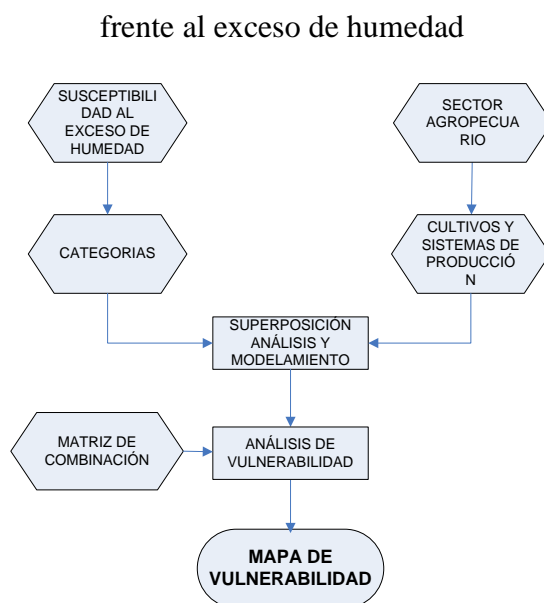 frente al exceso de humedad
SUSCEPTIBILI
DAD AL
EXCESO DE
HUMEDAD
SECTOR
AGROPECUA
RIO
CATEGORIAS
CULTIVOS Y
SISTEMAS DE
PRODUCCIÓ
N
SUPERPOSICIÓN
ANÁLISIS Y
MODELAMIENTO
MATRIZ DE
COMBINACIÓN
ANÁLISIS DE
VULNERABILIDAD
MAPA DE
VULNERABILIDAD